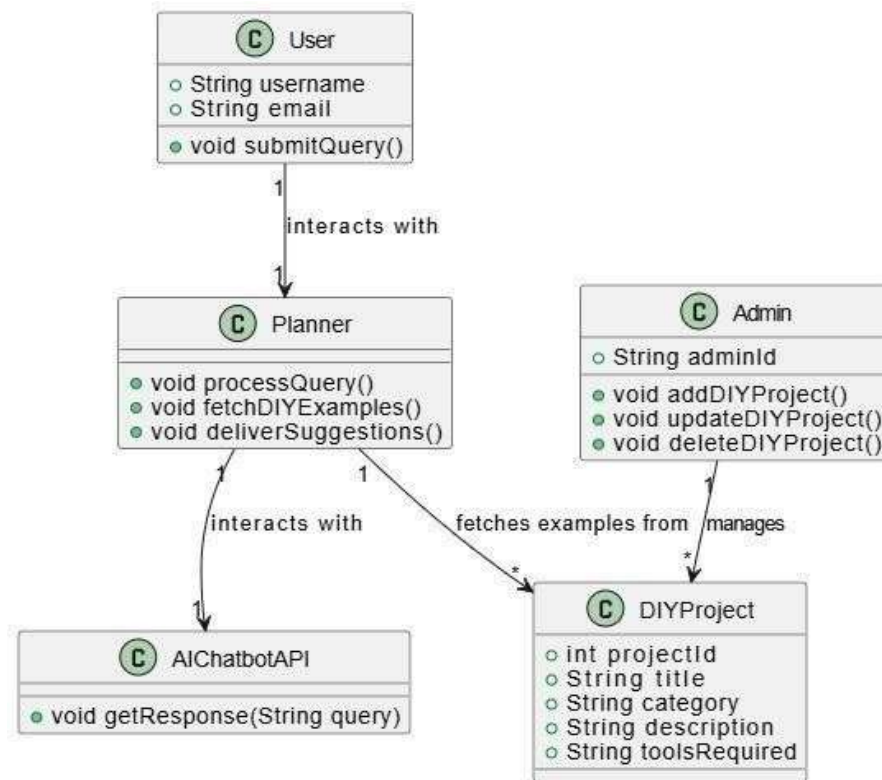 C User
String username
String email
void submitQuery()
1
interacts with
1
C Planner
void processQuery()
void fetchDIYExamples()
void deliverSuggestions()
C Admin
String adminId
void addDIYProject()
void updateDIYProject()
void deleteDIYProject()
1
interacts with
1
1
fetches examples from
*
1
manages
*
C AIChatbotAPI
void getResponse(String query)
C DIYProject
int projectId
String title
String category
String description
String toolsRequired